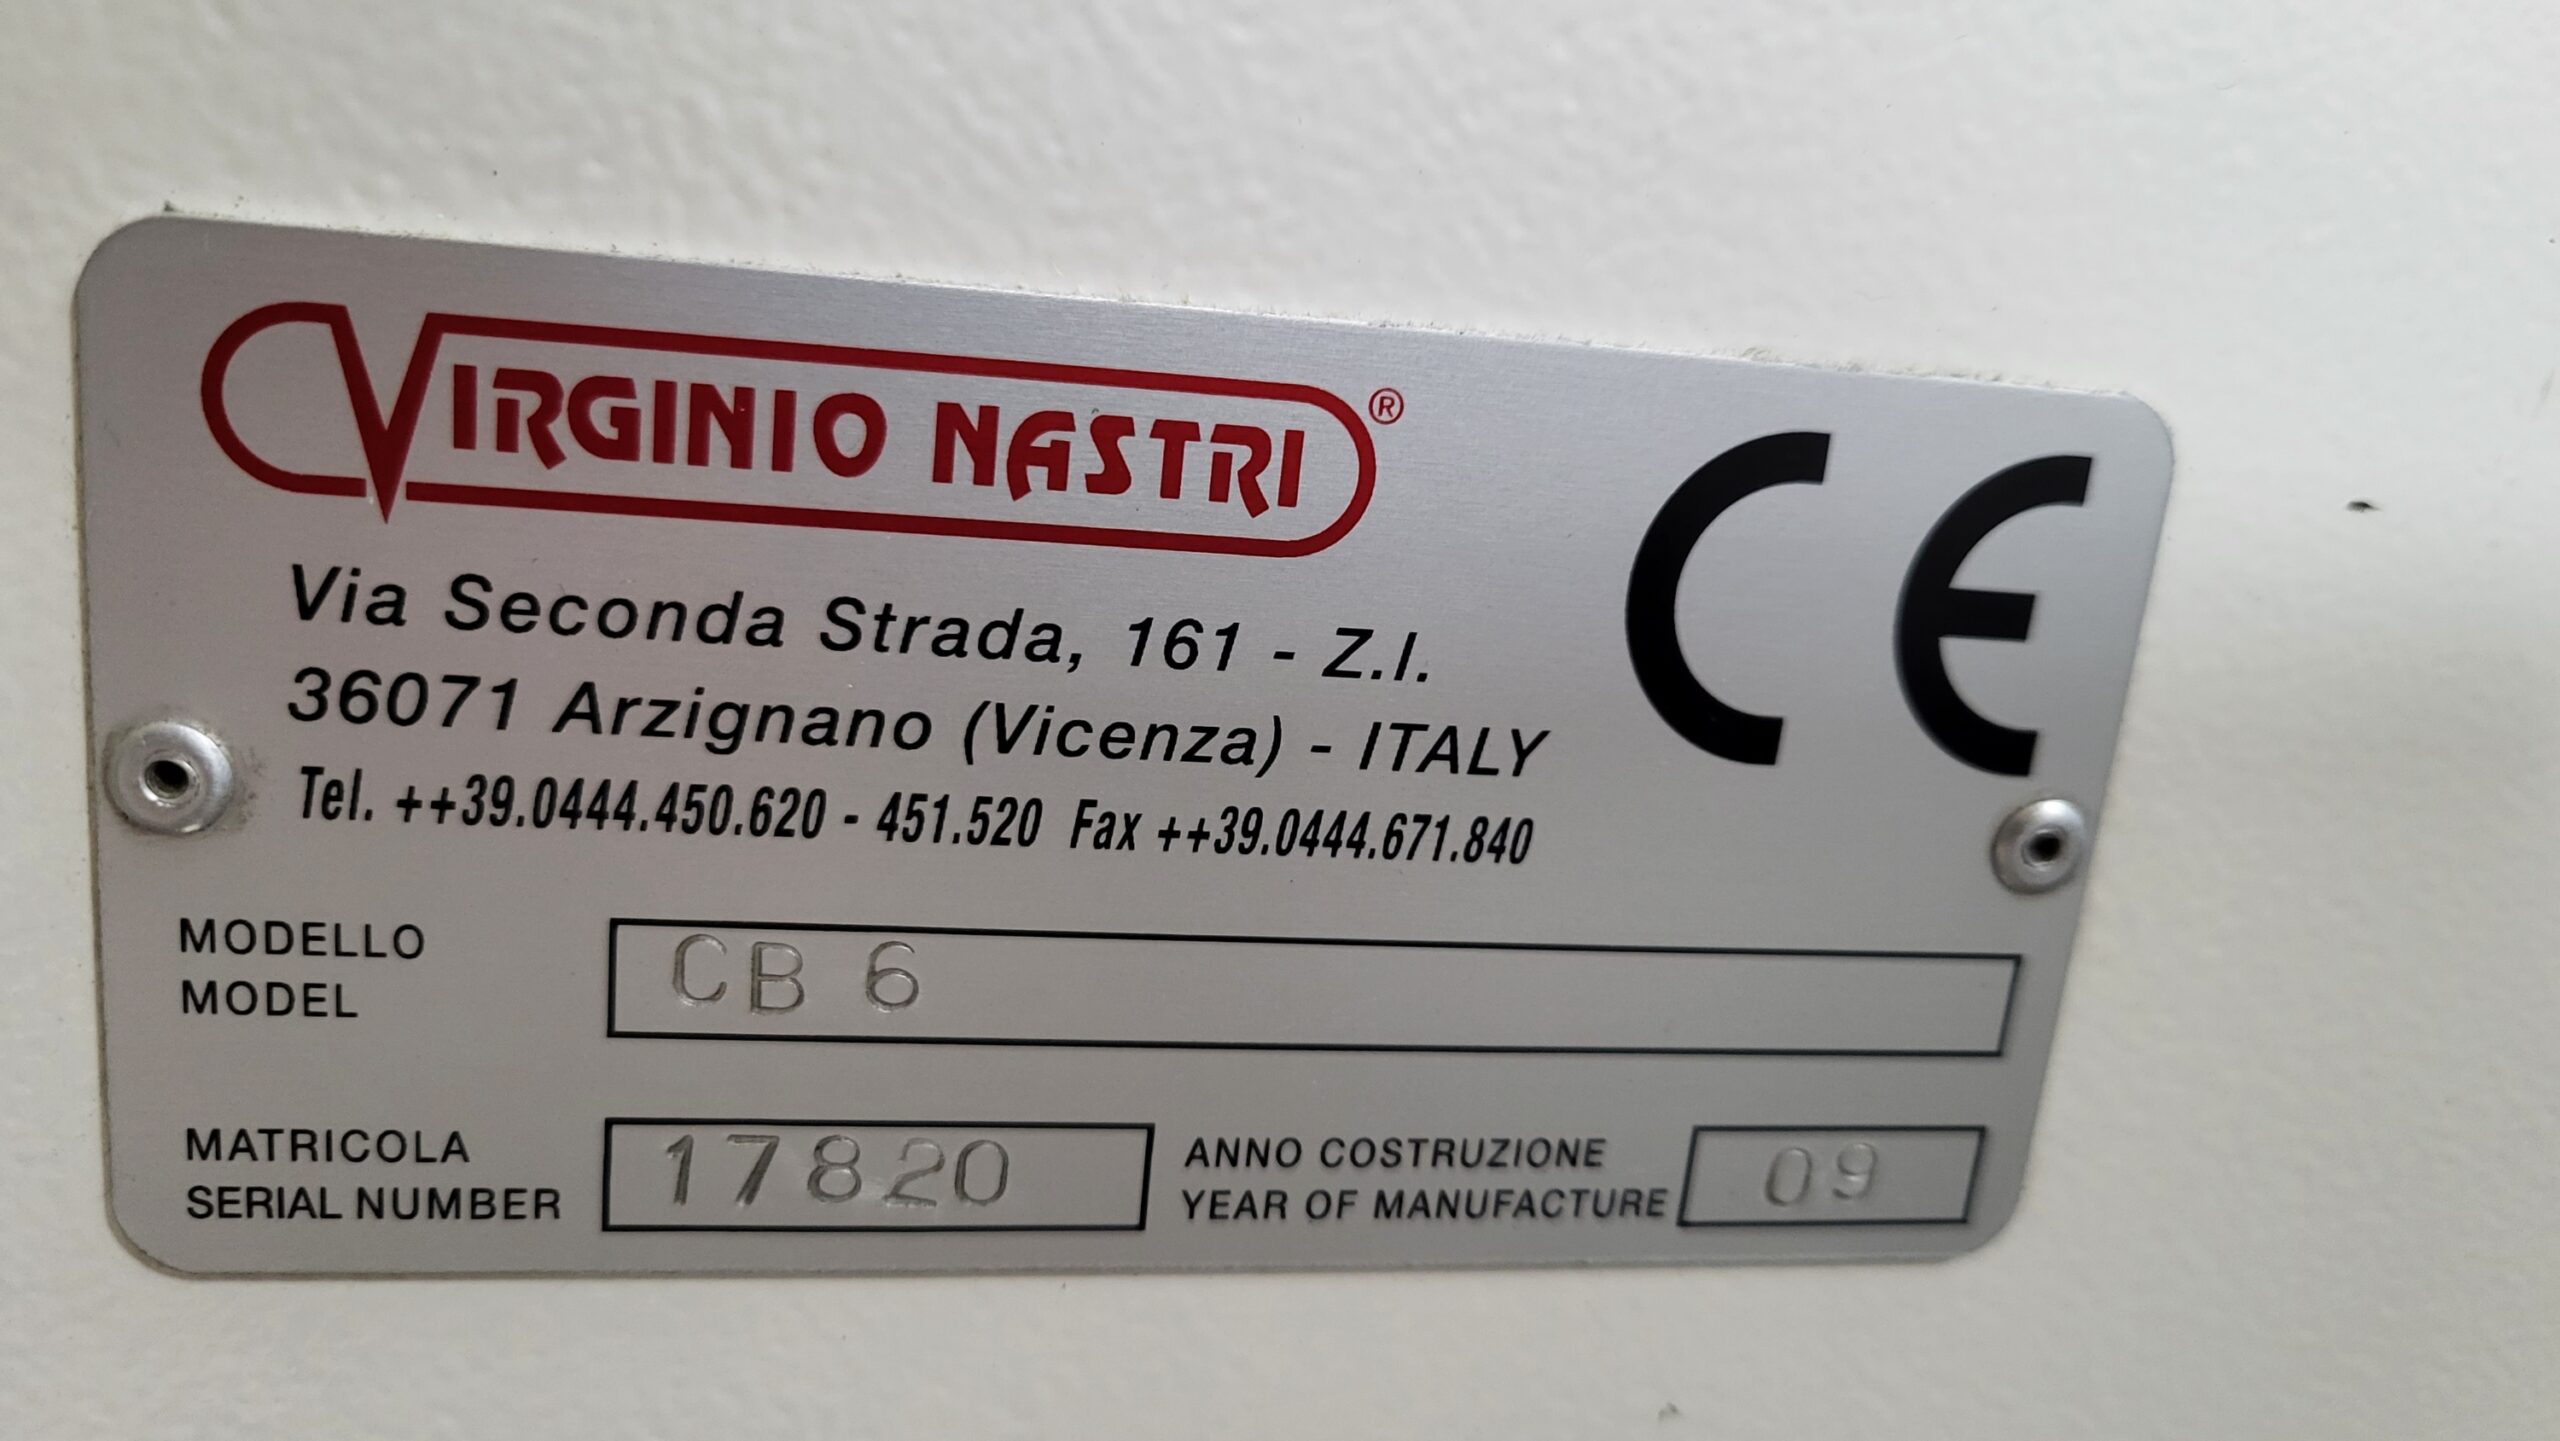 VIRGINIO NASTRI ®
Via Seconda Strada, 161 - Z.I.
36071 Arzignano (Vicenza) - ITALY
Tel. ++39.0444.450.620 - 451.520 Fax ++39.0444.671.840
CE
MODELLO
MODEL
CB 6
MATRICOLA
SERIAL NUMBER
17820
ANNO COSTRUZIONE
YEAR OF MANUFACTURE
09